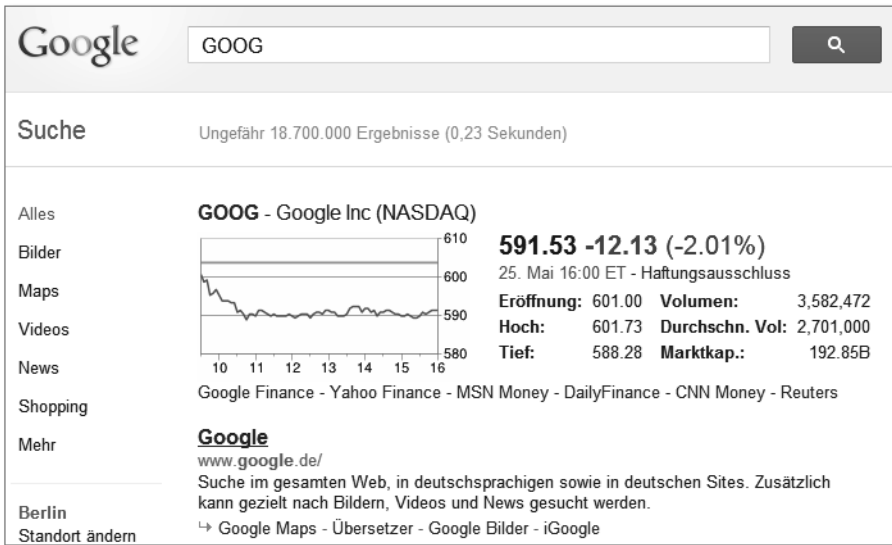 Google GOOG
Suche Ungefähr 18.700.000 Ergebnisse (0,23 Sekunden)
Alles
Bilder
Maps
Videos
News
Shopping
Mehr
Berlin
Standort ändern
GOOG - Google Inc (NASDAQ)
610
600
590
580
10 11 12 13 14 15 16
591.53 -12.13 (-2.01%)
25. Mai 16:00 ET - Haftungsausschluss
Eröffnung: 601.00 Volumen: 3,582,472
Hoch: 601.73 Durchschn. Vol: 2,701,000
Tief: 588.28 Marktkap.: 192.85B
Google Finance - Yahoo Finance - MSN Money - DailyFinance - CNN Money - Reuters
Google
www.google.de/
Suche im gesamten Web, in deutschsprachigen sowie in deutschen Sites. Zusätzlich
kann gezielt nach Bildern, Videos und News gesucht werden.
↳ Google Maps - Übersetzer - Google Bilder - iGoogle